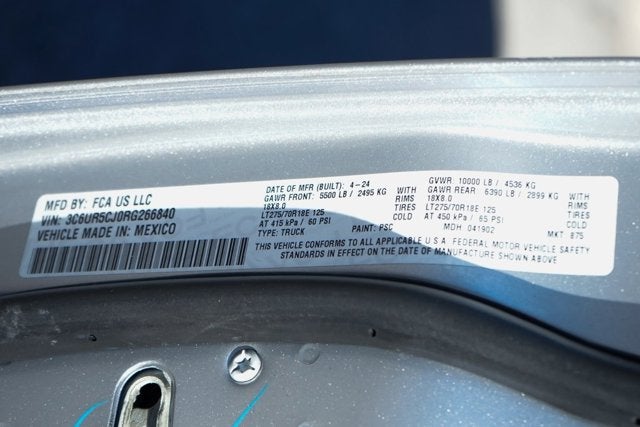 MFD BY: FCA US LLC
VIN: 3C6UR5CJ0RG266840
VEHICLE MADE IN: MEXICO
DATE OF MFR (BUILT): 4-24
GAWR FRONT: 5500 LB / 2495 KG WITH
18X8.0 TIRES
LT275/70R18E 125 COLD
AT 415 kPa / 60 PSI
TYPE: TRUCK PAINT: PSC
GVWR: 10000 LB / 4536 KG
GAWR REAR 6390 LB / 2899 KG WITH
18X8.0 TIRES
LT275/70R18E 125 COLD
AT 450 kPa / 65 PSI
MDH 041902 MKT 875
THIS VEHICLE CONFORMS TO ALL APPLICABLE U.S.A. FEDERAL MOTOR VEHICLE SAFETY
STANDARDS IN EFFECT ON THE DATE OF MANUFACTURE SHOWN ABOVE